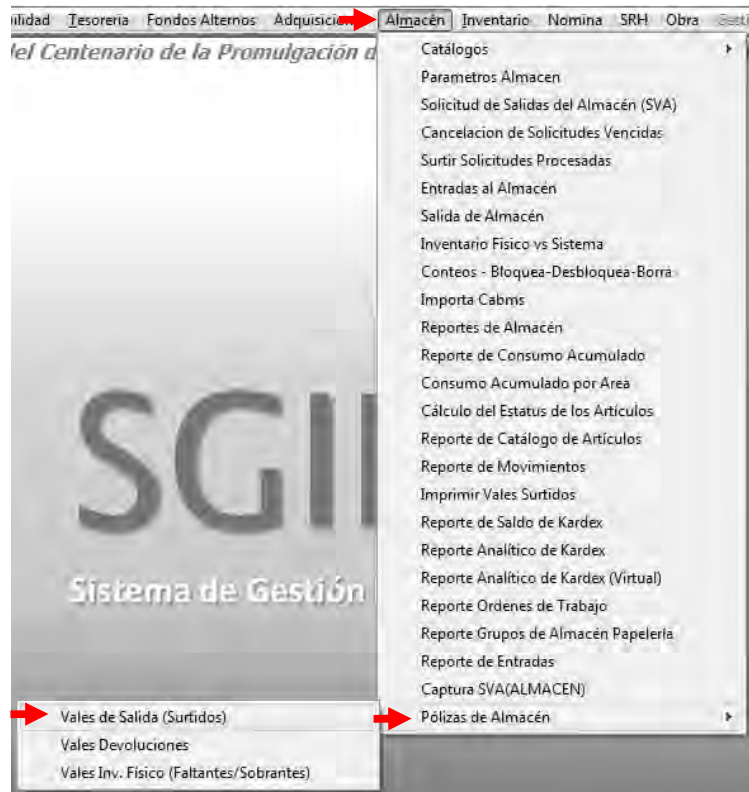 ilidad Tesoreria Fondos Alternos Adquisicio Almacén Inventario Nomina SRH Obra
del Centenario de la Promulgación d
Catálogos
Parametros Almacen
Solicitud de Salidas del Almacén (SVA)
Cancelacion de Solicitudes Vencidas
Surtir Solicitudes Procesadas
Entradas al Almacén
Salida de Almacén
Inventario Fisico vs Sistema
Conteos - Bloquea-Desbloquea-Borra
Importa Cabms
Reportes de Almacén
Reporte de Consumo Acumulado
Consumo Acumulado por Area
Cálculo del Estatus de los Artículos
Reporte de Catálogo de Artículos
Reporte de Movimientos
Imprimir Vales Surtidos
Reporte de Saldo de Kardex
Reporte Analítico de Kardex
Reporte Analítico de Kardex (Virtual)
Reporte Ordenes de Trabajo
Reporte Grupos de Almacén Papelería
Reporte de Entradas
Captura SVA(ALMACEN)
Pólizas de Almacén
SGI
Sistema de Gestión
Vales de Salida (Surtidos)
Vales Devoluciones
Vales Inv. Físico (Faltantes/Sobrantes)